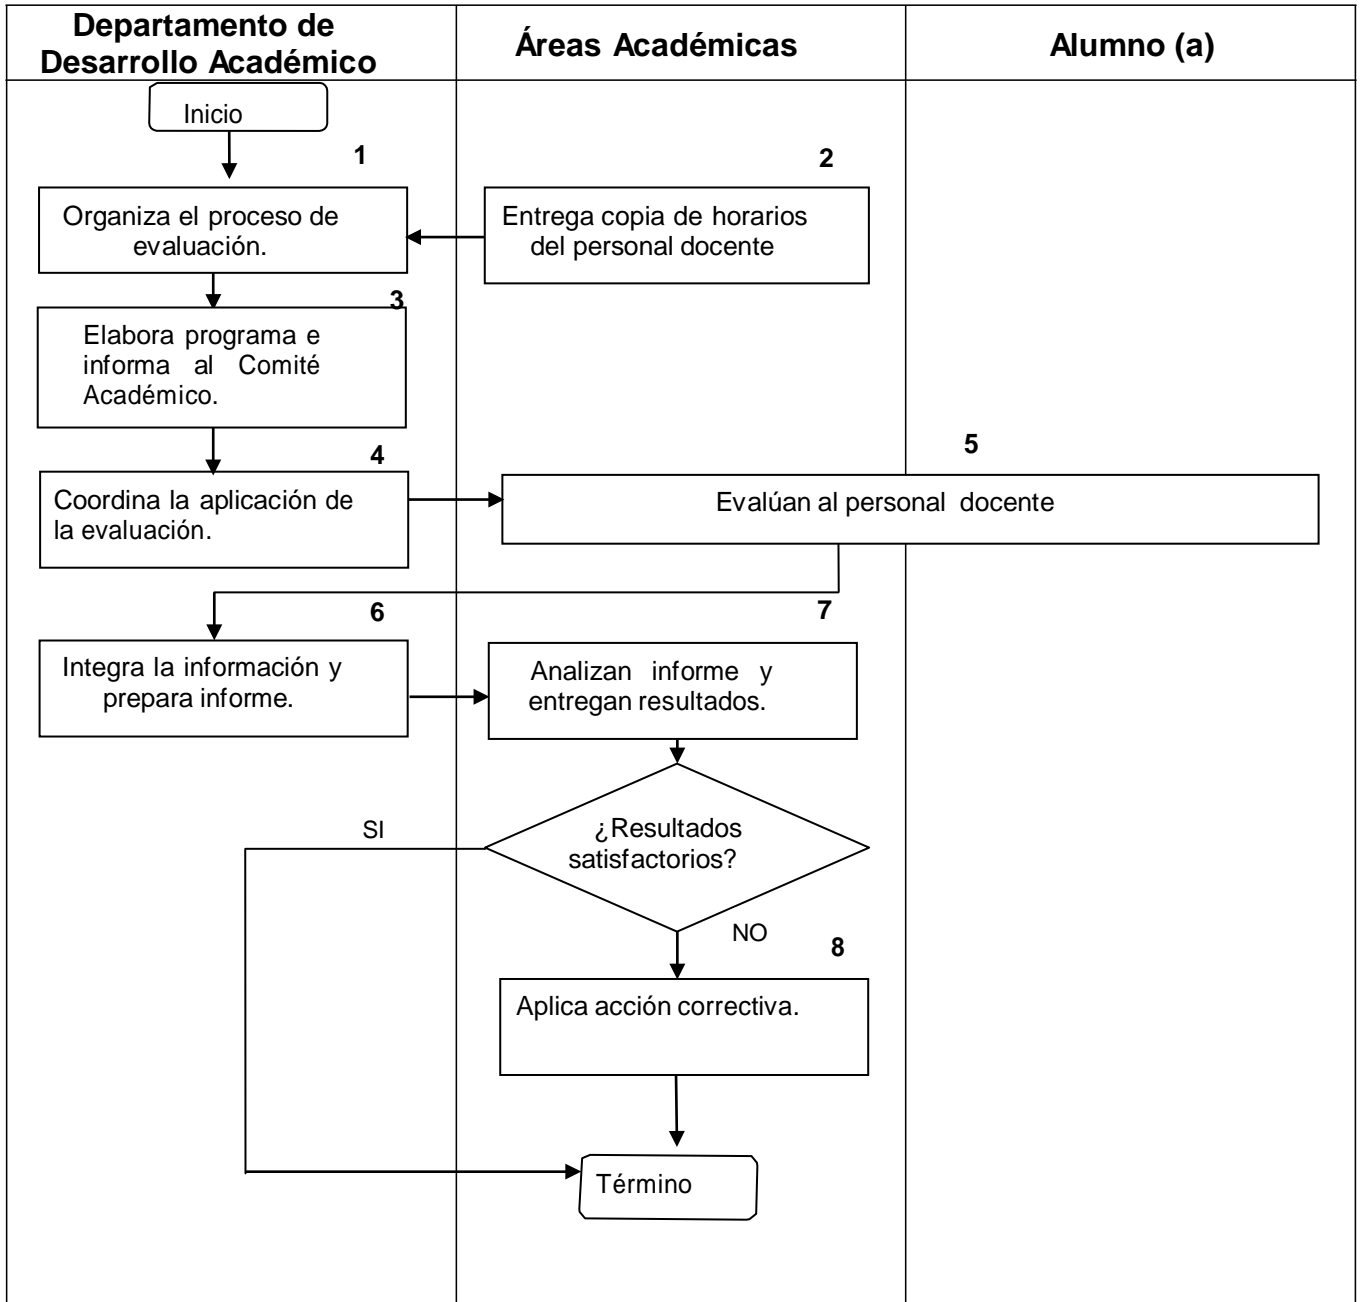 Departamento de
Desarrollo Académico
Áreas Académicas
Alumno (a)
Inicio
1
2
Organiza el proceso de
evaluación.
Entrega copia de horarios
del personal docente
3
Elabora programa e
informa al Comité
Académico.
4
5
Coordina la aplicación de
la evaluación.
Evalúan al personal docente
6
7
Integra la información y
prepara informe.
Analizan informe y
entregan resultados.
SI
¿Resultados
satisfactorios?
NO
8
Aplica acción correctiva.
Término